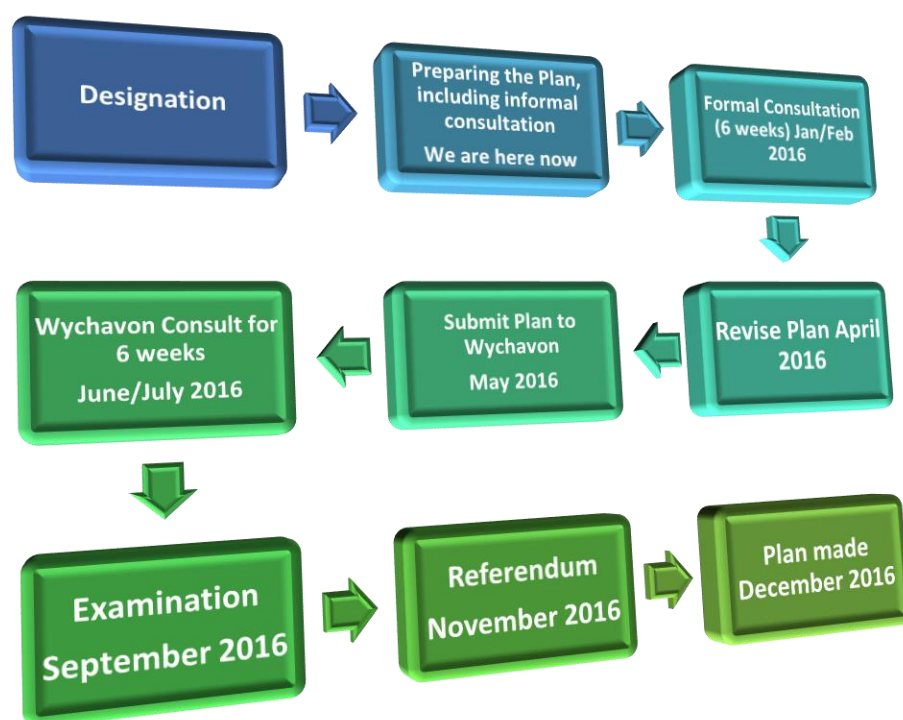 Designation
Preparing the Plan,
including informal
consultation
We are here now
Formal Consultation
(6 weeks) Jan/Feb
2016
Revise Plan April
2016
Submit Plan to
Wychavon
May 2016
Wychavon Consult for
6 weeks
June/July 2016
Examination
September 2016
Referendum
November 2016
Plan made
December 2016